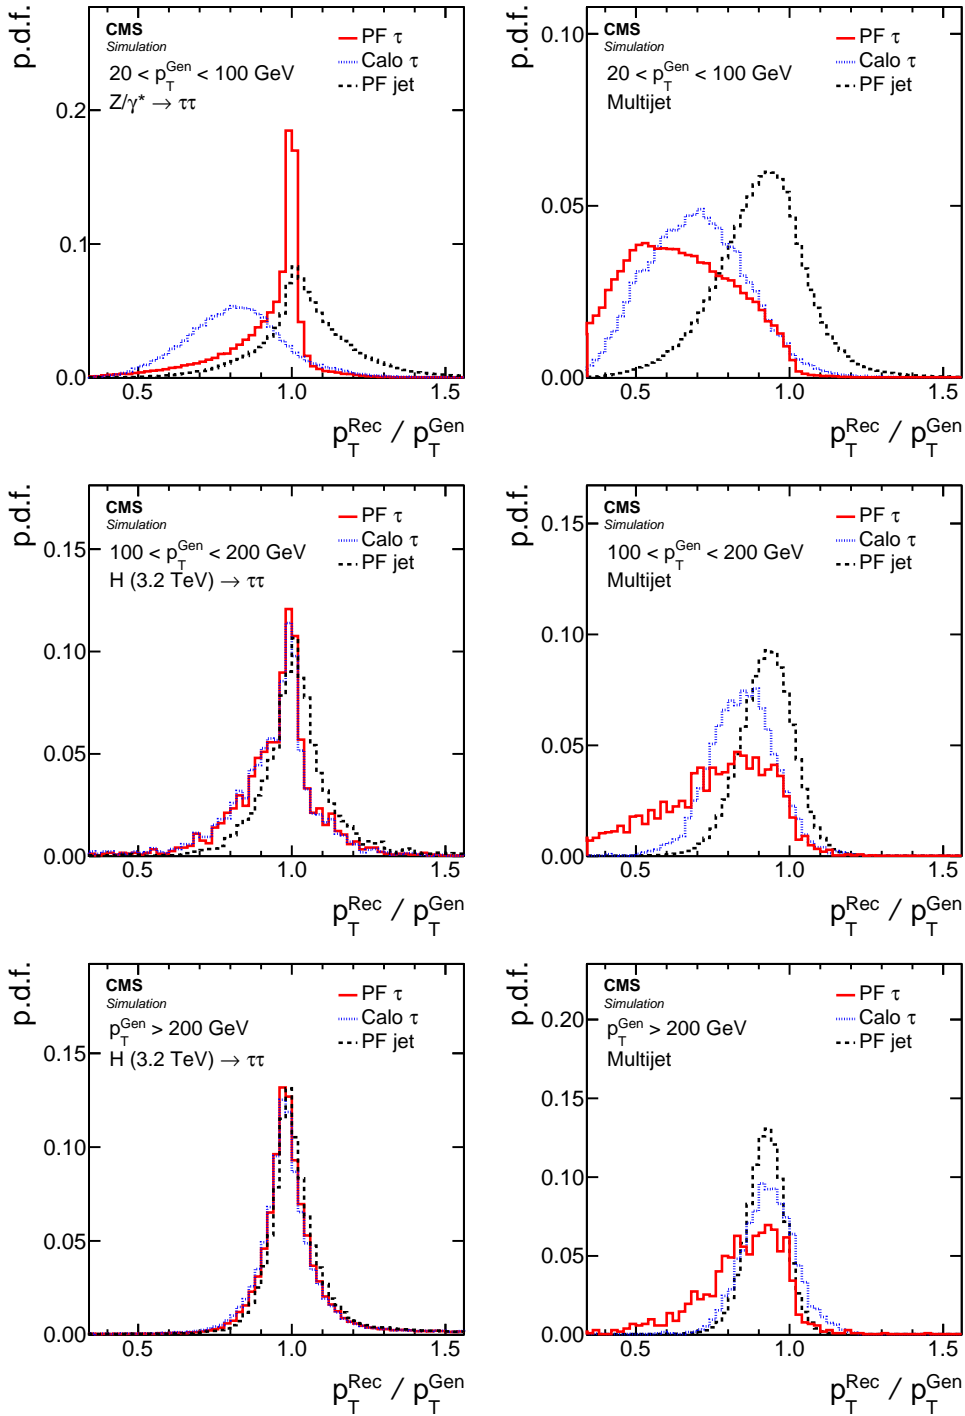 p.d.f.
CMS
Simulation
20 < p_T^Gen < 100 GeV
Z/γ* → ττ
PF τ
Calo τ
PF jet
0.2
0.1
0.0
0.5 1.0 1.5
p_T^Rec / p_T^Gen
p.d.f.
CMS
Simulation
20 < p_T^Gen < 100 GeV
Multijet
PF τ
Calo τ
PF jet
0.10
0.05
0.00
0.5 1.0 1.5
p_T^Rec / p_T^Gen
p.d.f.
CMS
Simulation
100 < p_T^Gen < 200 GeV
H (3.2 TeV) → ττ
PF τ
Calo τ
PF jet
0.15
0.10
0.05
0.00
0.5 1.0 1.5
p_T^Rec / p_T^Gen
p.d.f.
CMS
Simulation
100 < p_T^Gen < 200 GeV
Multijet
PF τ
Calo τ
PF jet
0.15
0.10
0.05
0.00
0.5 1.0 1.5
p_T^Rec / p_T^Gen
p.d.f.
CMS
Simulation
p_T^Gen > 200 GeV
H (3.2 TeV) → ττ
PF τ
Calo τ
PF jet
0.15
0.10
0.05
0.00
0.5 1.0 1.5
p_T^Rec / p_T^Gen
p.d.f.
CMS
Simulation
p_T^Gen > 200 GeV
Multijet
PF τ
Calo τ
PF jet
0.20
0.15
0.10
0.05
0.00
0.5 1.0 1.5
p_T^Rec / p_T^Gen